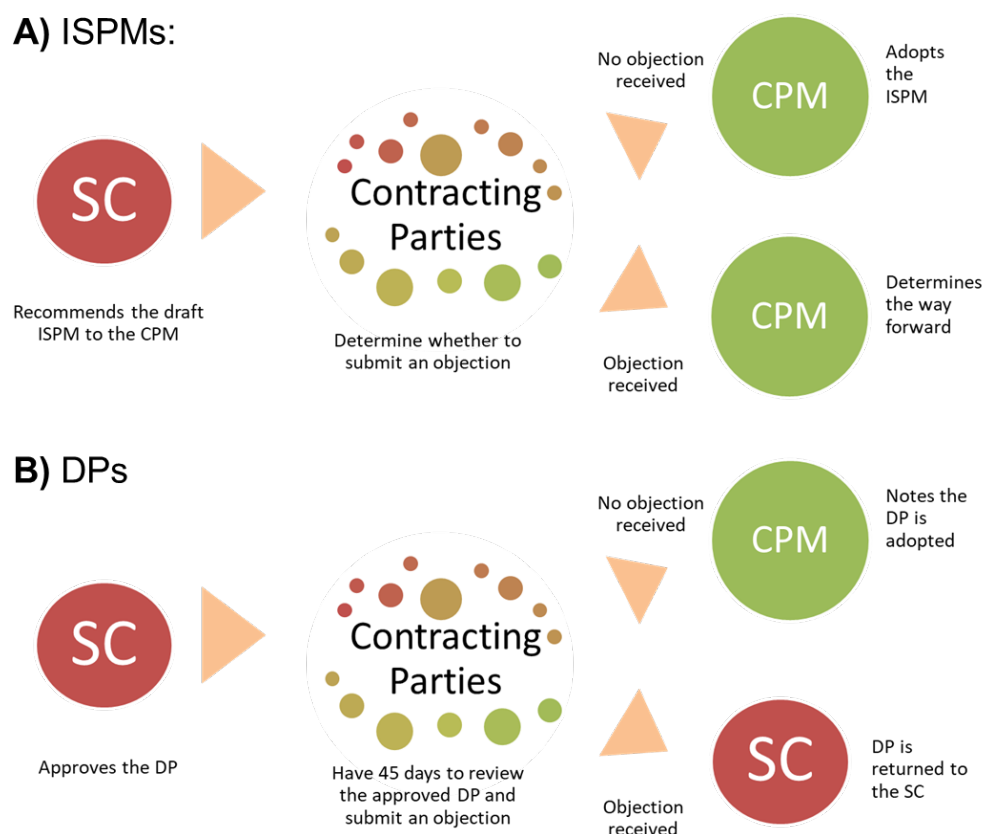 A) ISPMs:
SC
Recommends the draft
ISPM to the CPM
Contracting
Parties
Determine whether to
submit an objection
No objection
received
CPM
Adopts
the
ISPM
Objection
received
CPM
Determines
the way
forward
B) DPs
SC
Approves the DP
Contracting
Parties
Have 45 days to review
the approved DP and
submit an objection
No objection
received
CPM
Notes the
DP is
adopted
Objection
received
SC
DP is
returned to
the SC